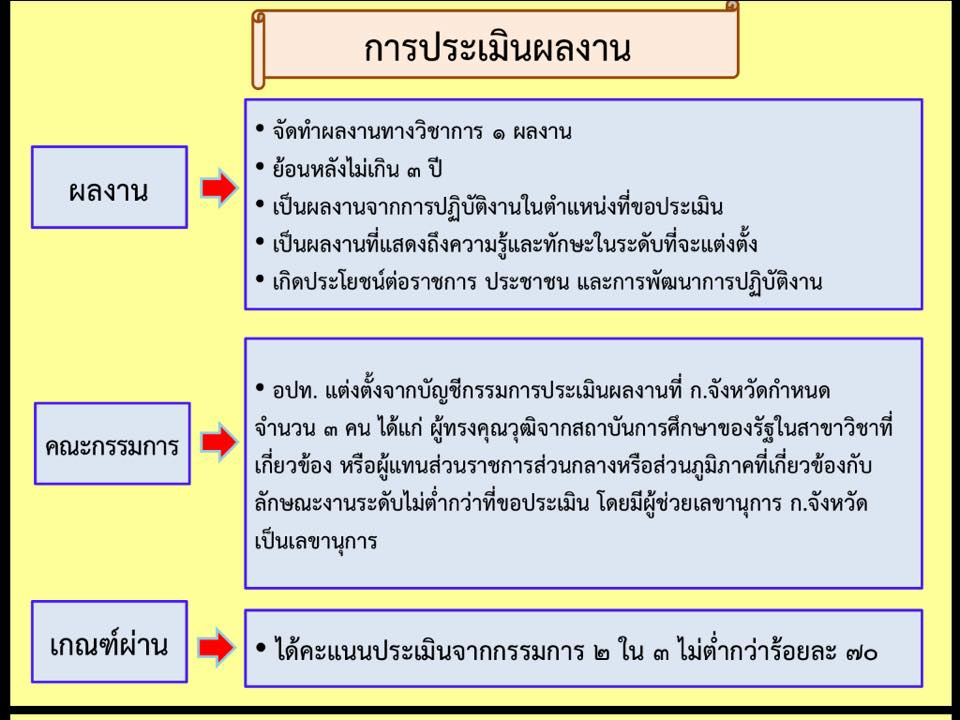 การประเมินผลงาน
ผลงาน
• จัดทำผลงานทางวิชาการ ๑ ผลงาน
• ย้อนหลังไม่เกิน ๓ ปี
• เป็นผลงานจากการปฏิบัติงานในตำแหน่งที่ขอประเมิน
• เป็นผลงานที่แสดงถึงความรู้และทักษะในระดับที่จะแต่งตั้ง
• เกิดประโยชน์ต่อราชการ ประชาชน และการพัฒนาการปฏิบัติงาน
คณะกรรมการ
• อปท. แต่งตั้งจากบัญชีกรรมการประเมินผลงานที่ ก.จังหวัดกำหนด
จำนวน ๓ คน ได้แก่ ผู้ทรงคุณวุฒิจากสถาบันการศึกษาของรัฐในสาขาวิชาที่
เกี่ยวข้อง หรือผู้แทนส่วนราชการส่วนกลางหรือส่วนภูมิภาคที่เกี่ยวข้องกับ
ลักษณะงานระดับไม่ต่ำกว่าที่ขอประเมิน โดยมีผู้ช่วยเลขานุการ ก.จังหวัด
เป็นเลขานุการ
เกณฑ์ผ่าน
• ได้คะแนนประเมินจากกรรมการ ๒ ใน ๓ ไม่ต่ำกว่าร้อยละ ๗๐